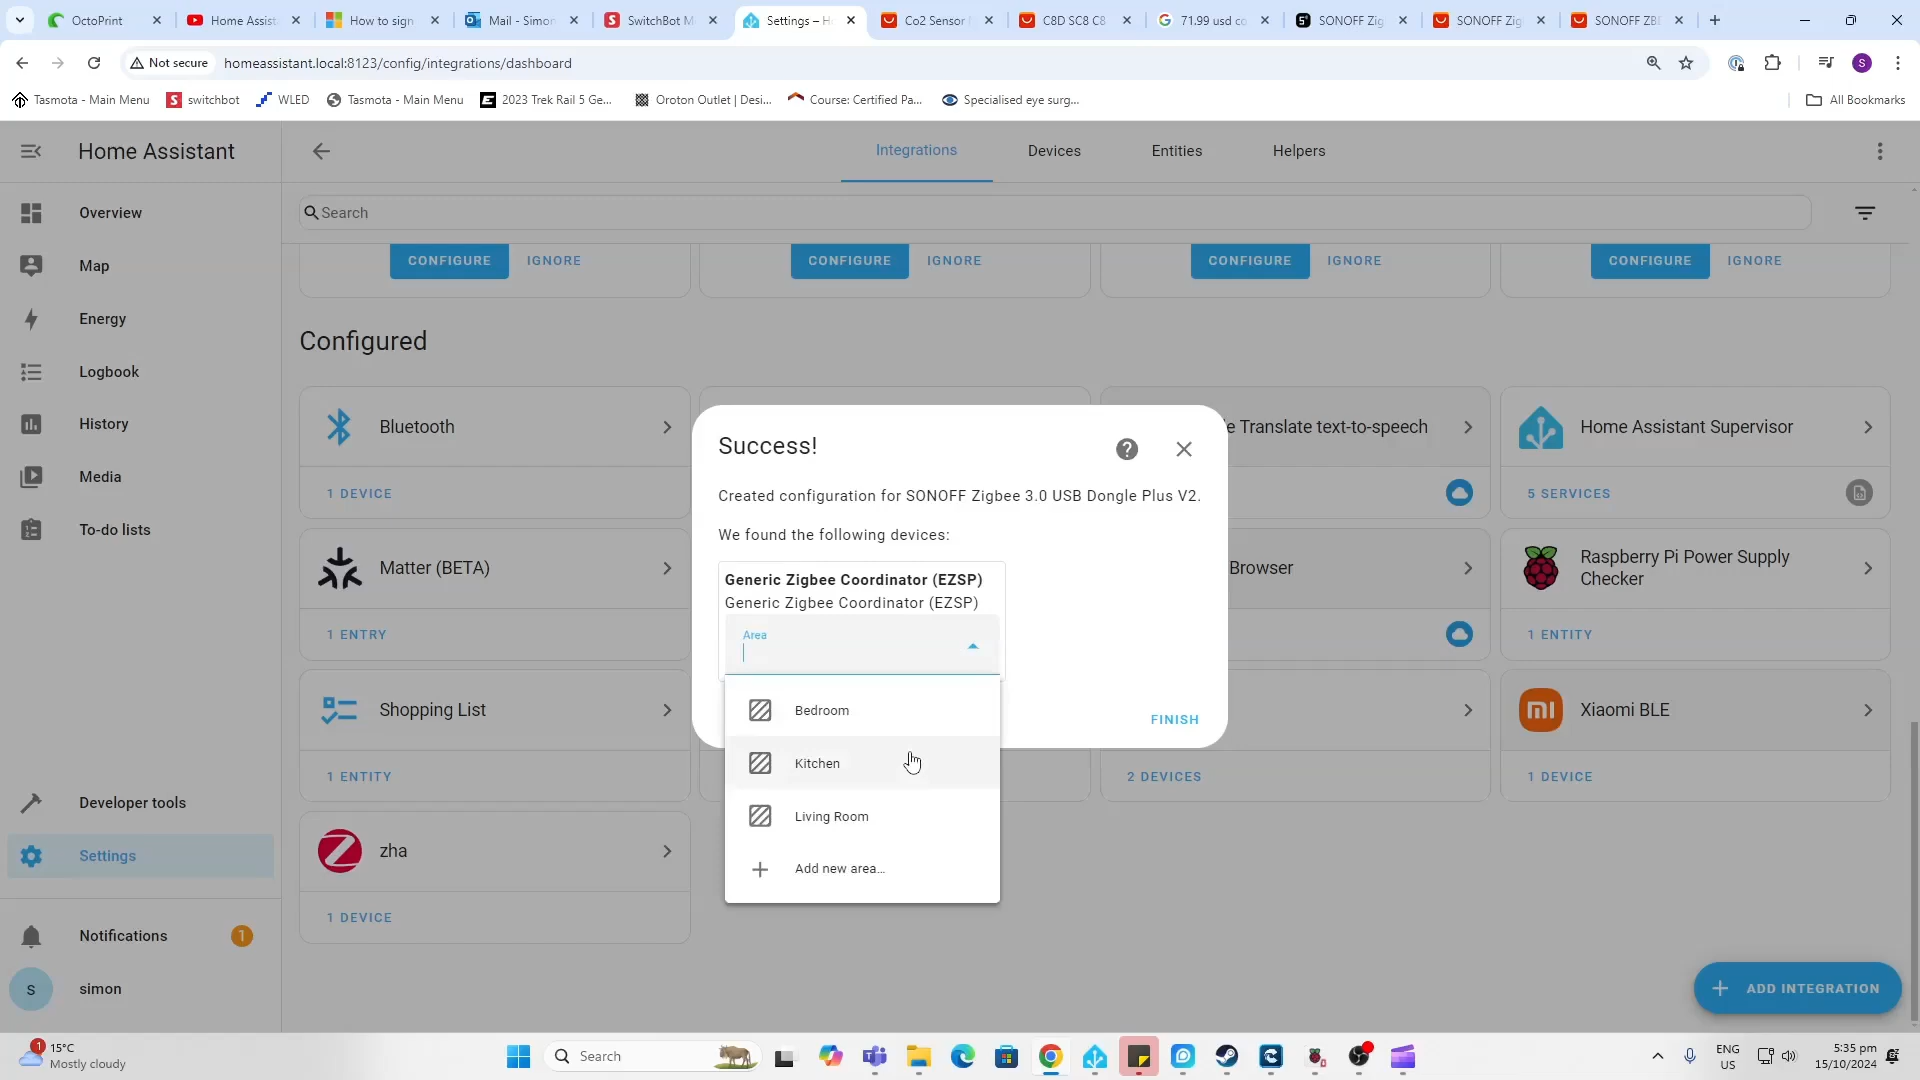 OctoPrint
Home Assist
How to sign
Mail - Simon
SwitchBot M
Settings – H
Co2 Sensor
C8D SC8 C8
71.99 usd co
SONOFF Zig
SONOFF Zig
SONOFF ZBD
Not secure
homeassistant.local:8123/config/integrations/dashboard
S
Tasmota - Main Menu
switchbot
WLED
Tasmota - Main Menu
2023 Trek Rail 5 Ge...
Oroton Outlet | Desi...
Course: Certified Pa...
Specialised eye surg...
All Bookmarks
Home Assistant
Integrations
Devices
Entities
Helpers
Overview
Map
Energy
Logbook
History
Media
To-do lists
Developer tools
Settings
Notifications
1
S
simon
Search
CONFIGURE
IGNORE
CONFIGURE
IGNORE
CONFIGURE
IGNORE
CONFIGURE
IGNORE
Configured
Bluetooth
1 DEVICE
e Translate text-to-speech
Home Assistant Supervisor
5 SERVICES
Matter (BETA)
1 ENTRY
Browser
Raspberry Pi Power Supply
Checker
1 ENTITY
Shopping List
1 ENTITY
2 DEVICES
Xiaomi BLE
1 DEVICE
zha
1 DEVICE
Success!
Created configuration for SONOFF Zigbee 3.0 USB Dongle Plus V2.
We found the following devices:
Generic Zigbee Coordinator (EZSP)
Generic Zigbee Coordinator (EZSP)
Area
Bedroom
Kitchen
Living Room
Add new area...
FINISH
ADD INTEGRATION
1
15°C
Mostly cloudy
Search
ENG
US
5:35 pm
15/10/2024